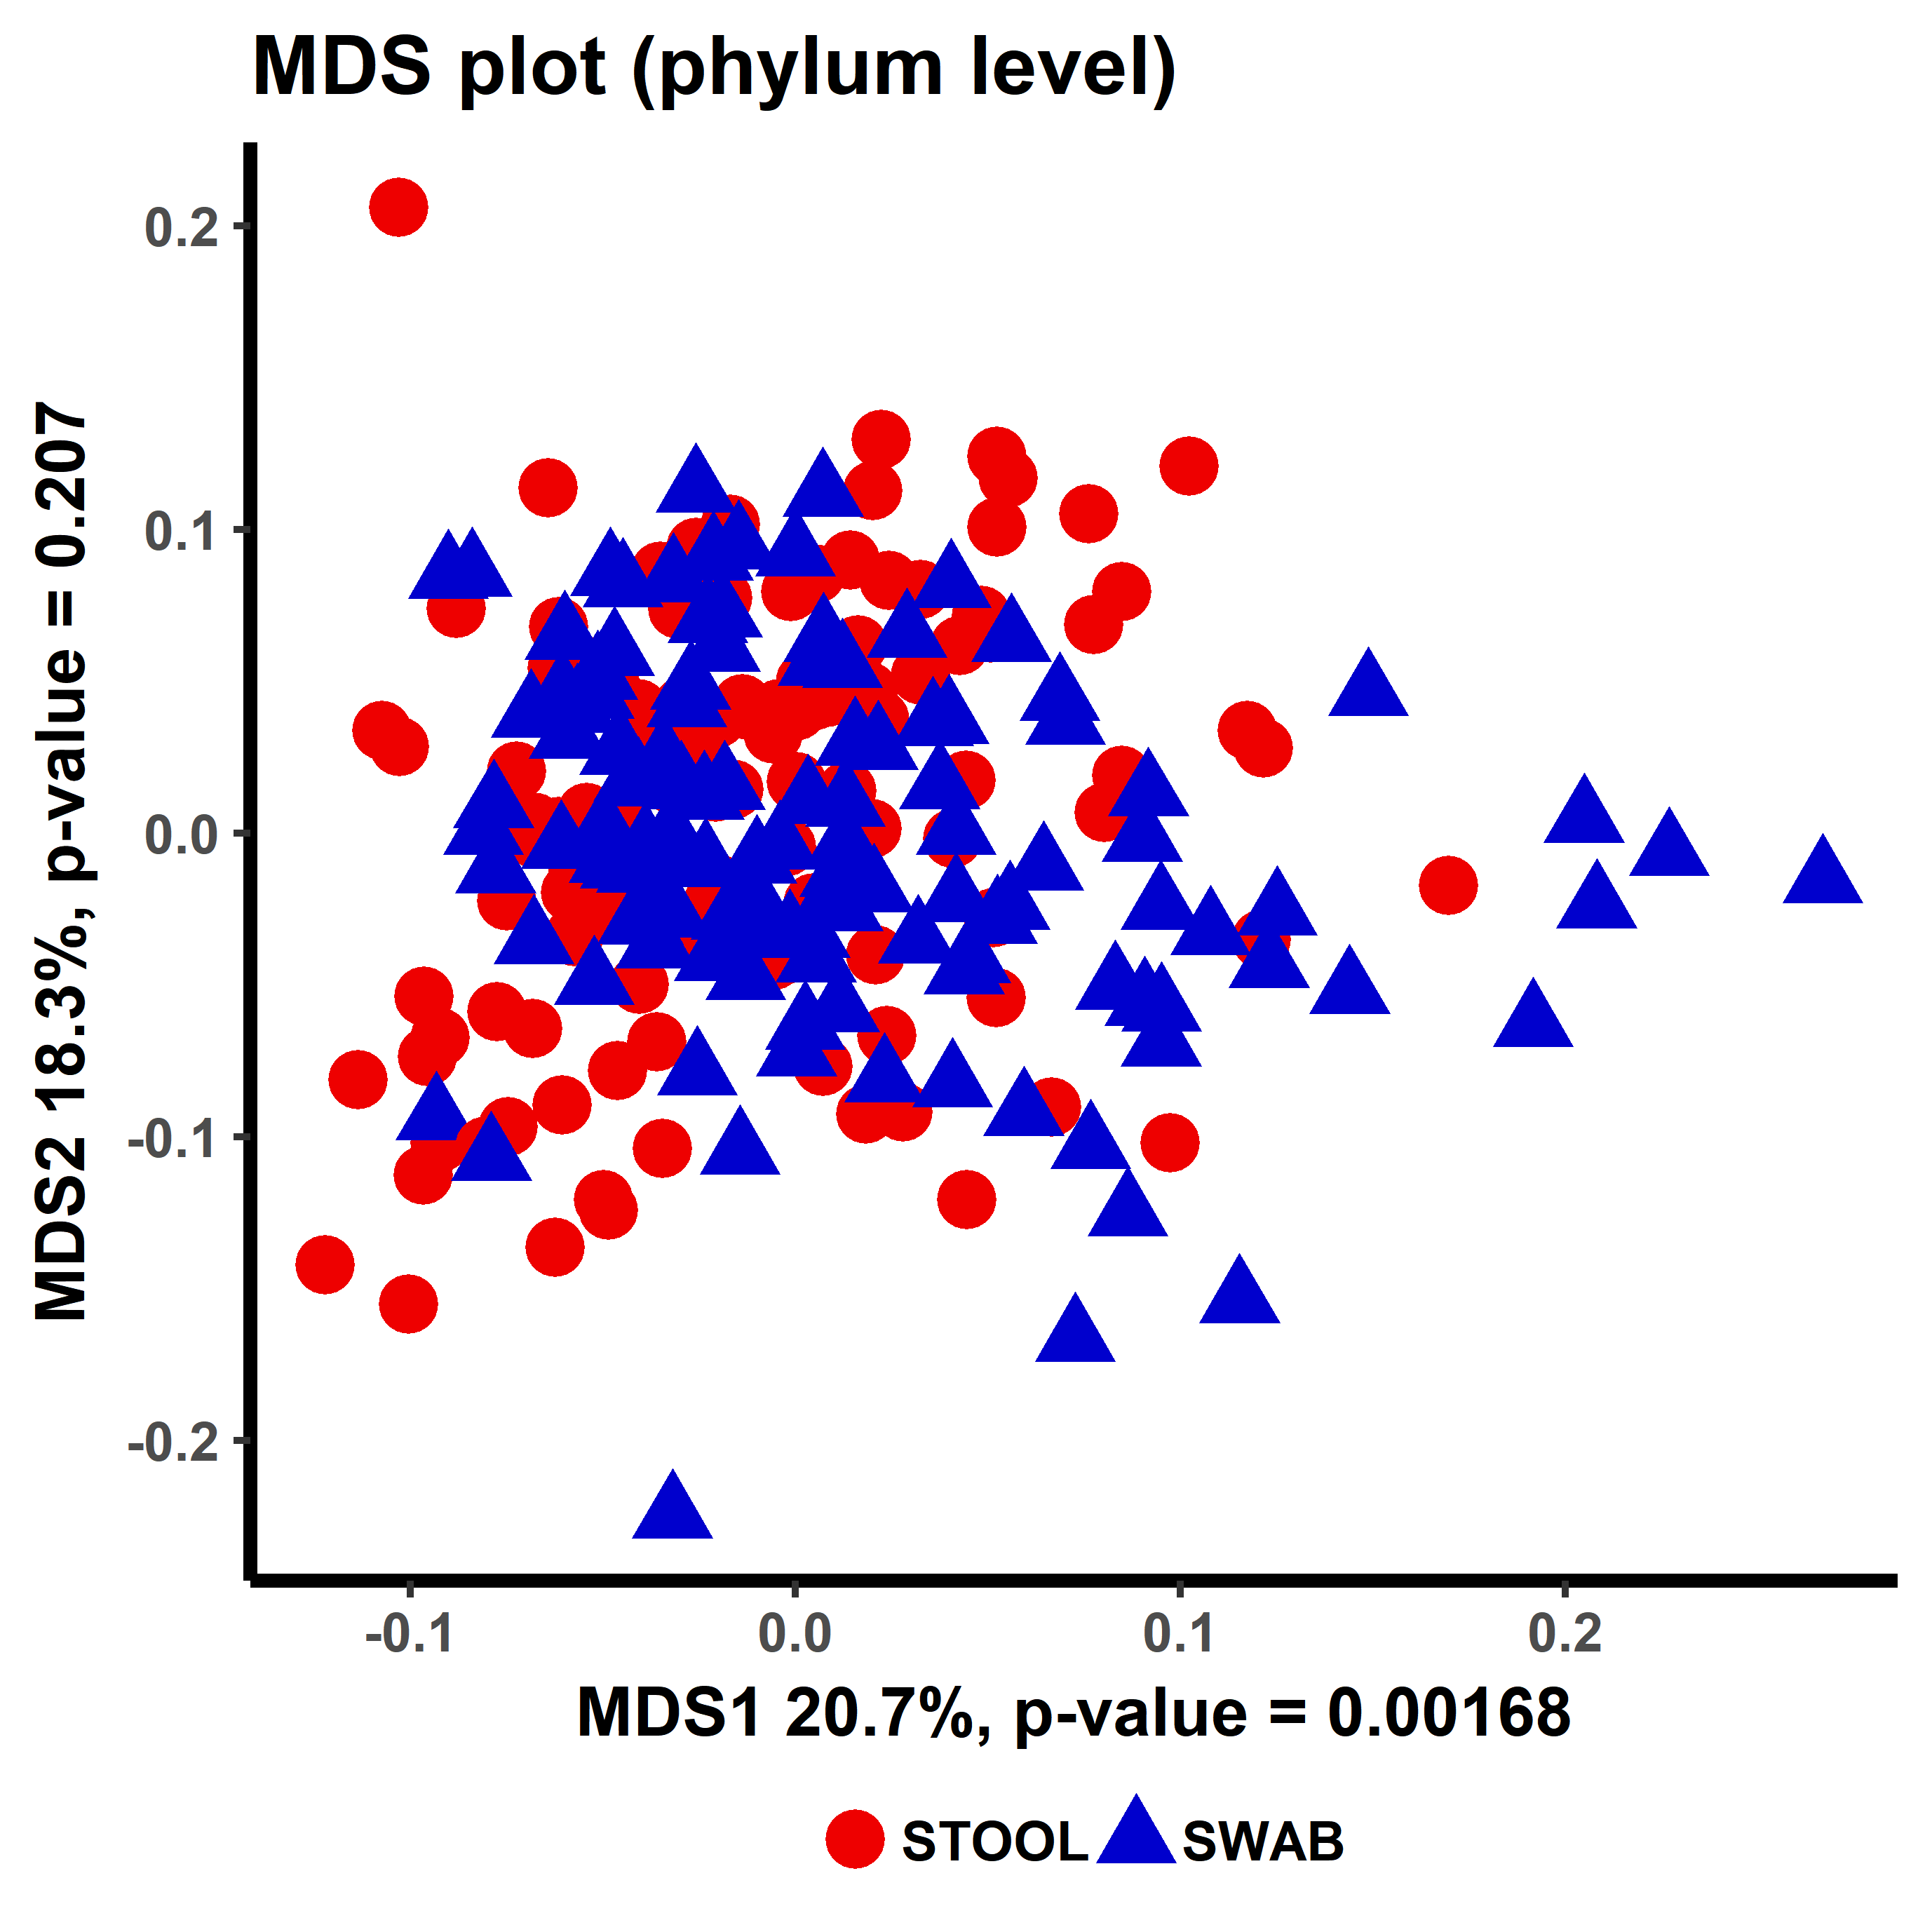 MDS plot (phylum level)
MDS2 18.3%, p-value = 0.207
0.2
0.1
0.0
-0.1
-0.2
-0.1 0.0 0.1 0.2
MDS1 20.7%, p-value = 0.00168
STOOL SWAB